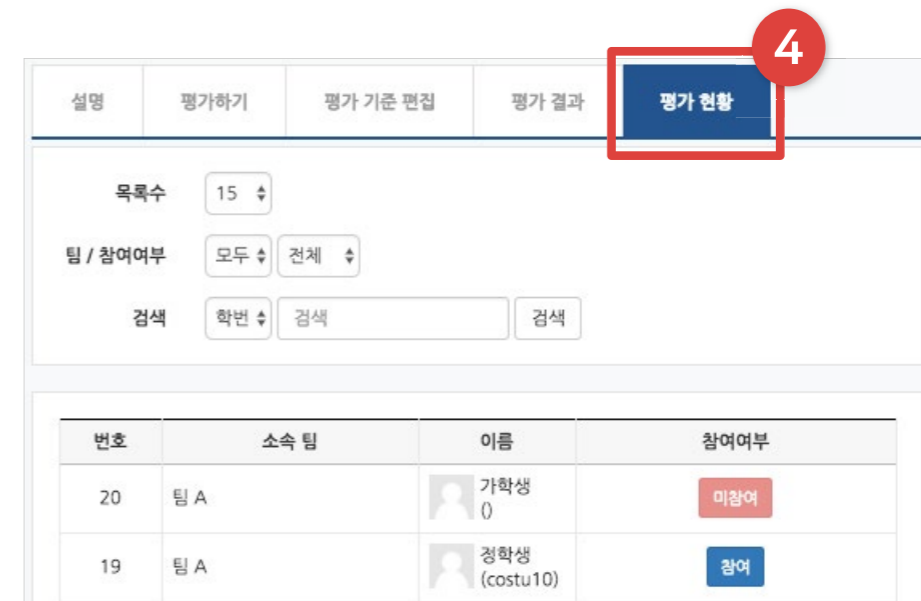 4
설명 평가하기 평가 기준 편집 평가 결과 평가 현황
목록수 15
팀 / 참여여부 모두 전체
검색 학번 검색 검색
번호 소속 팀 이름 참여여부
20 팀 A 가학생 미참여
()
19 팀 A 정학생 참여
(costu10)